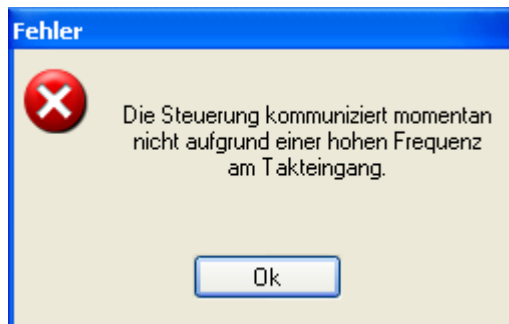 Fehler
Die Steuerung kommuniziert momentan
nicht aufgrund einer hohen Frequenz
am Takteingang.
Ok